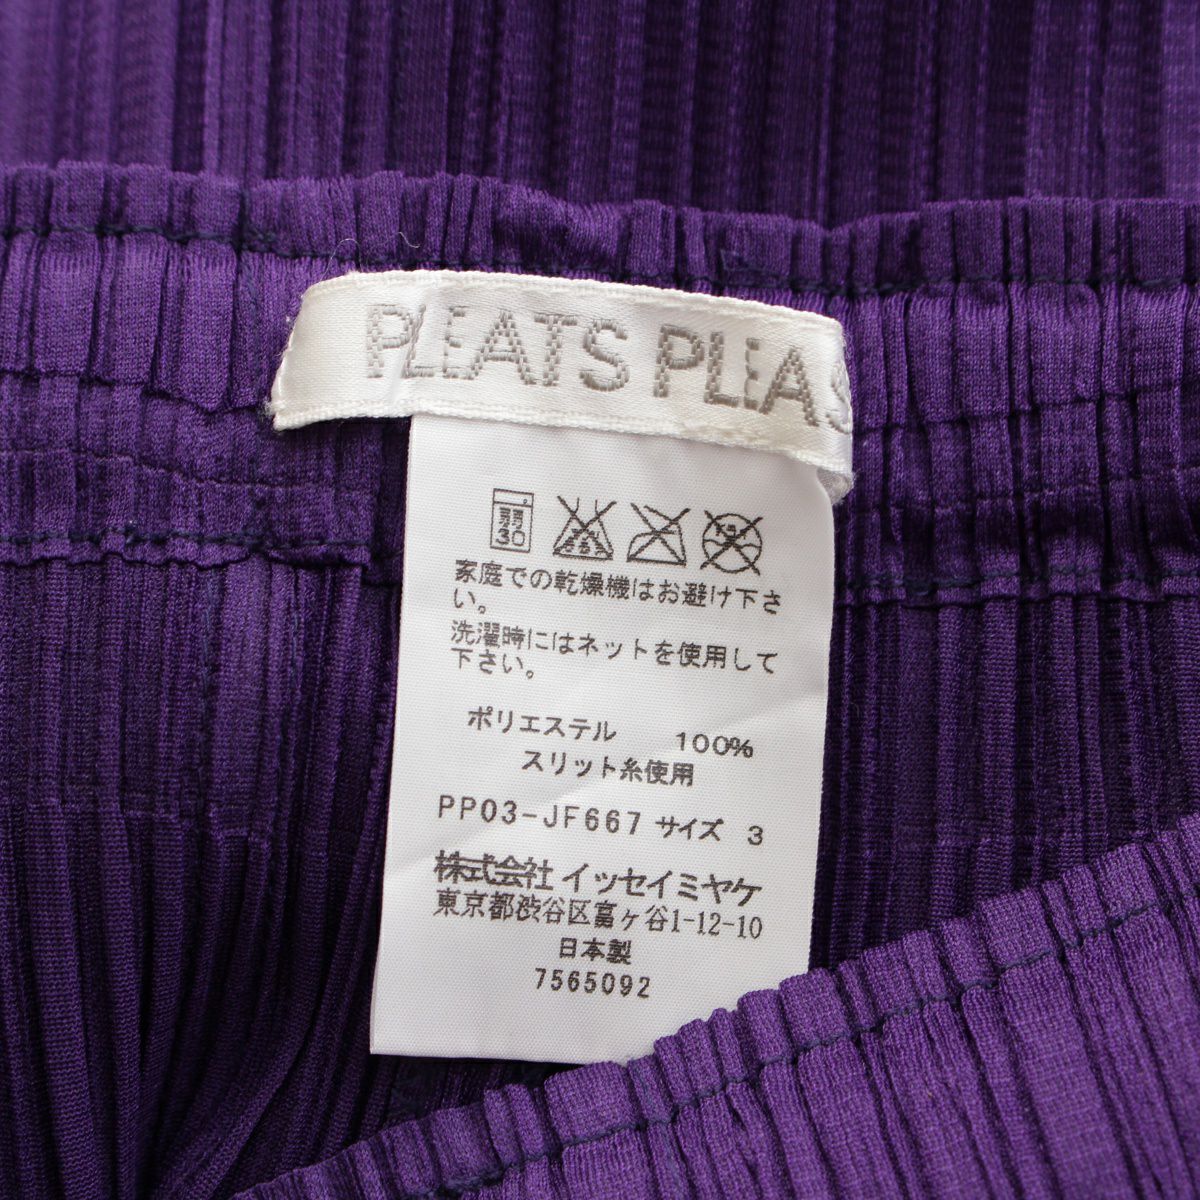 PLEATS PLEAS
弱
30
家庭での乾燥機はお避け下さ
い。
洗濯時にはネットを使用して
下さい。
ポリエステル 100%
スリット糸使用
PP03-JF667 サイズ 3
株式会社 イッセイミヤケ
東京都渋谷区富ヶ谷1-12-10
日本製
7565092